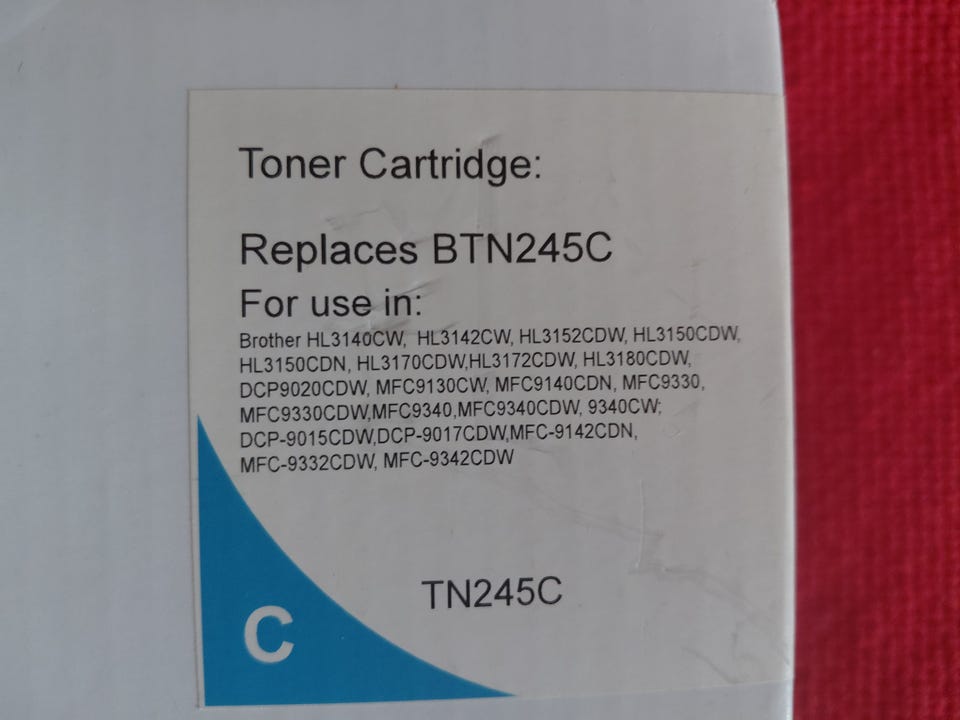 Toner Cartridge:
Replaces BTN245C
For use in:
Brother HL3140CW, HL3142CW, HL3152CDW, HL3150CDW,
HL3150CDN, HL3170CDW,HL3172CDW, HL3180CDW,
DCP9020CDW, MFC9130CW, MFC9140CDN, MFC9330,
MFC9330CDW,MFC9340,MFC9340CDW, 9340CW;
DCP-9015CDW,DCP-9017CDW,MFC-9142CDN,
MFC-9332CDW, MFC-9342CDW
TN245C
C